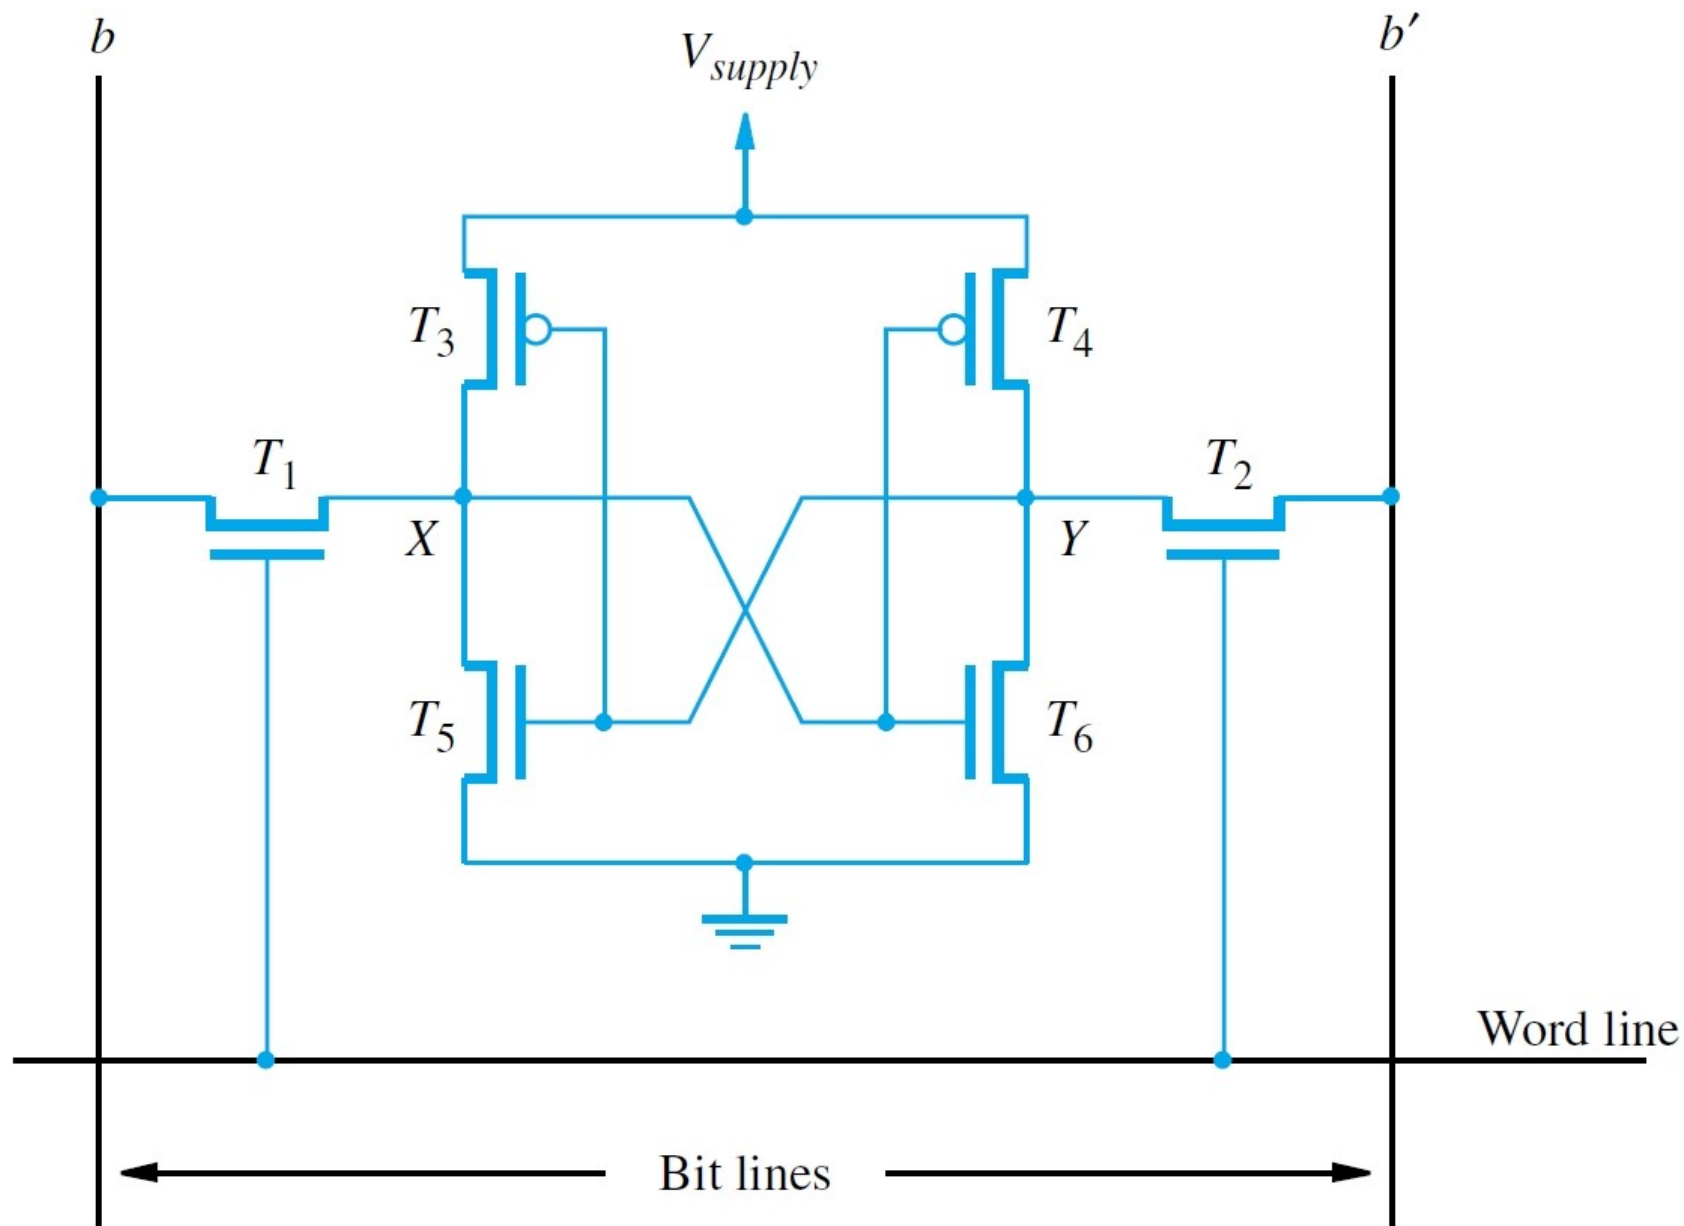 b
b′
V_supply
T_3
T_4
T_1
T_2
X
Y
T_5
T_6
Word line
Bit lines